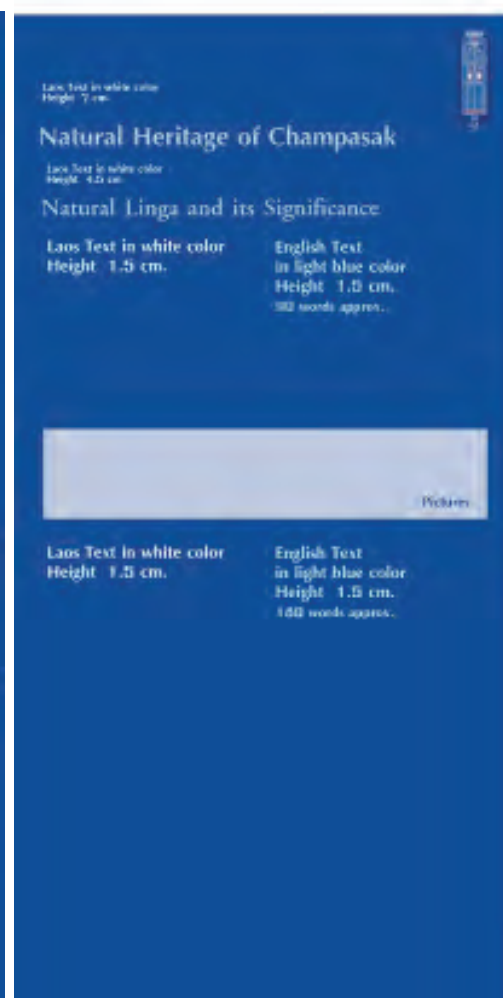 Laos Text in white color
Height 7 cm.
Natural Heritage of Champasak
Laos Text in white color
Height 4.5 cm
Natural Linga and its Significance
Laos Text in white color
Height 1.5 cm.
English Text
in light blue color
Height 1.5 cm.
words approx..
Pictures
Laos Text in white color
Height 1.5 cm.
English Text
in light blue color
Height 1.5 cm.
180 words approx..